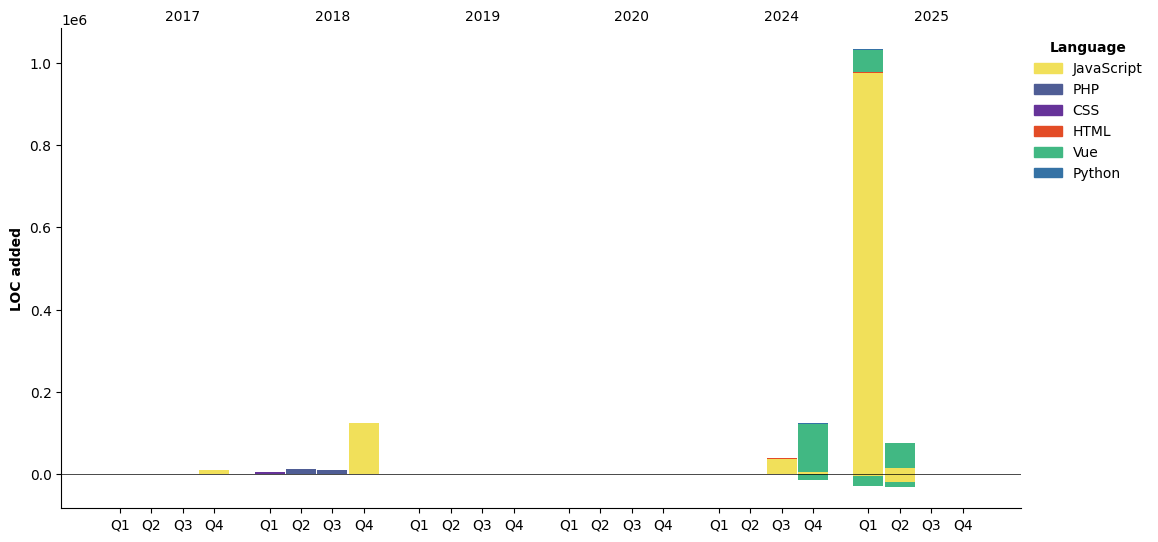 1e6
2017 2018 2019 2020 2024 2025
Language
JavaScript
PHP
CSS
HTML
Vue
Python
LOC added
1.0
0.8
0.6
0.4
0.2
0.0
Q1 Q2 Q3 Q4 Q1 Q2 Q3 Q4 Q1 Q2 Q3 Q4 Q1 Q2 Q3 Q4 Q1 Q2 Q3 Q4 Q1 Q2 Q3 Q4